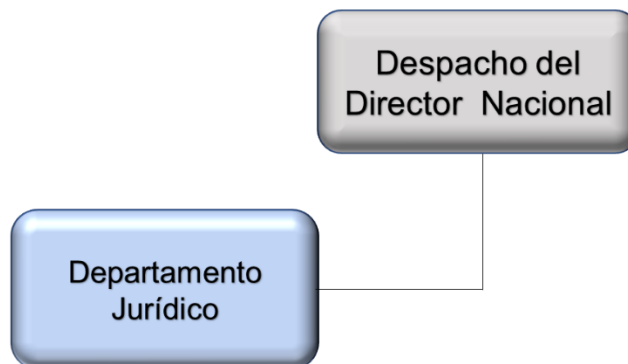 Despacho del
Director Nacional
Departamento
Jurídico